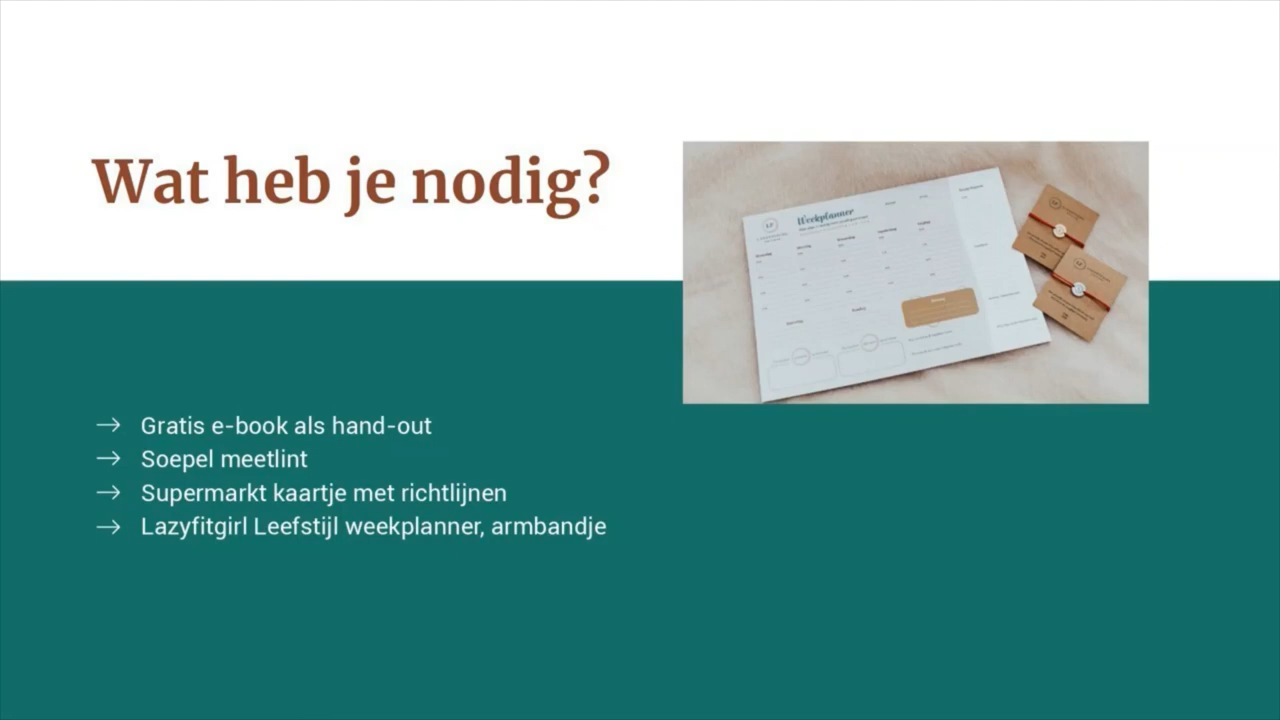 Wat heb je nodig?
Weekplanner
Gratis e-book als hand-out
Soepel meetlint
Supermarkt kaartje met richtlijnen
Lazyfitgirl Leefstijl weekplanner, armbandje